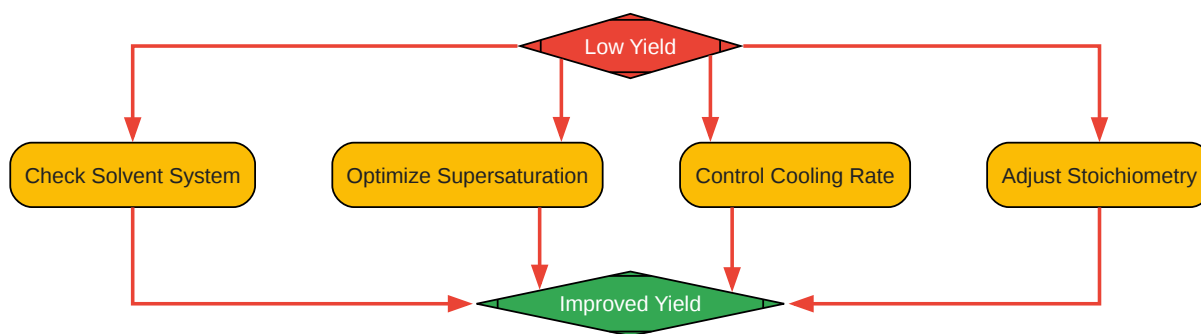 Low Yield
Check Solvent System
Optimize Supersaturation
Control Cooling Rate
Adjust Stoichiometry
Improved Yield